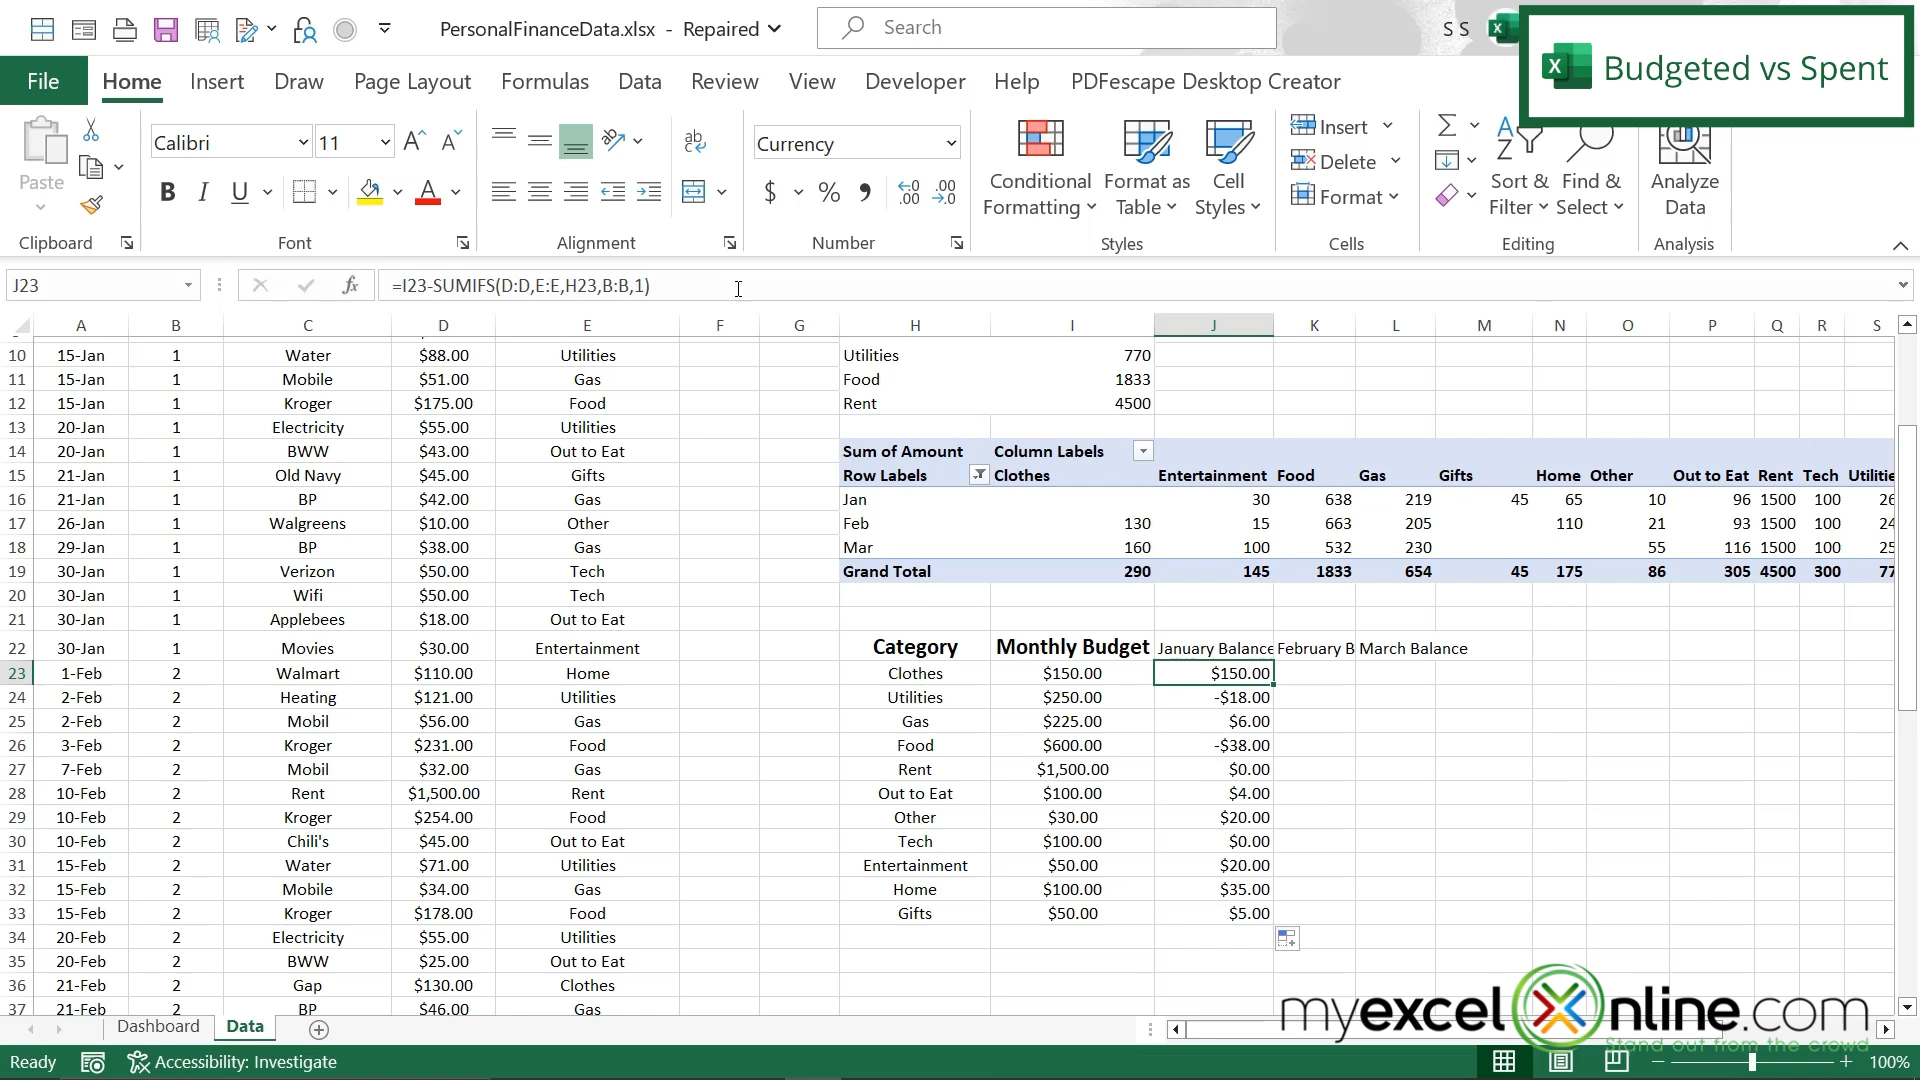 PersonalFinanceData.xlsx - Repaired
Search
S S
Budgeted vs Spent
File Home Insert Draw Page Layout Formulas Data Review View Developer Help PDFescape Desktop Creator
Paste
Clipboard
Calibri 11
Font
Alignment
Currency
Number
Conditional Formatting
Format as Table
Cell Styles
Styles
Insert
Delete
Format
Cells
Sort & Filter
Find & Select
Editing
Analyze Data
Analysis
J23 =I23-SUMIFS(D:D,E:E,H23,B:B,1)
A B C D E F G H I J K L M N O P Q R S
10 15-Jan 1 Water $88.00 Utilities Utilities 770
11 15-Jan 1 Mobile $51.00 Gas Food 1833
12 15-Jan 1 Kroger $175.00 Food Rent 4500
13 20-Jan 1 Electricity $55.00 Utilities
14 20-Jan 1 BWW $43.00 Out to Eat Sum of Amount Column Labels
15 21-Jan 1 Old Navy $45.00 Gifts Row Labels Clothes Entertainment Food Gas Gifts Home Other Out to Eat Rent Tech Utilitie
16 21-Jan 1 BP $42.00 Gas Jan 30 638 219 45 65 10 96 1500 100 26
17 26-Jan 1 Walgreens $10.00 Other Feb 130 15 663 205 110 21 93 1500 100 24
18 29-Jan 1 BP $38.00 Gas Mar 160 100 532 230 55 116 1500 100 25
19 30-Jan 1 Verizon $50.00 Tech Grand Total 290 145 1833 654 45 175 86 305 4500 300 77
20 30-Jan 1 Wifi $50.00 Tech
21 30-Jan 1 Applebees $18.00 Out to Eat
22 30-Jan 1 Movies $30.00 Entertainment Category Monthly Budget January Balance February B March Balance
23 1-Feb 2 Walmart $110.00 Home Clothes $150.00 $150.00
24 2-Feb 2 Heating $121.00 Utilities Utilities $250.00 -$18.00
25 2-Feb 2 Mobil $56.00 Gas Gas $225.00 $6.00
26 3-Feb 2 Kroger $231.00 Food Food $600.00 -$38.00
27 7-Feb 2 Mobil $32.00 Gas Rent $1,500.00 $0.00
28 10-Feb 2 Rent $1,500.00 Rent Out to Eat $100.00 $4.00
29 10-Feb 2 Kroger $254.00 Food Other $30.00 $20.00
30 10-Feb 2 Chili's $45.00 Out to Eat Tech $100.00 $0.00
31 15-Feb 2 Water $71.00 Utilities Entertainment $50.00 $20.00
32 15-Feb 2 Mobile $34.00 Gas Home $100.00 $35.00
33 15-Feb 2 Kroger $178.00 Food Gifts $50.00 $5.00
34 20-Feb 2 Electricity $55.00 Utilities
35 20-Feb 2 BWW $25.00 Out to Eat
36 21-Feb 2 Gap $130.00 Clothes
37 21-Feb 2 BP $46.00 Gas
Dashboard Data
myexcelonline.com
Stand out from the crowd
Ready Accessibility: Investigate 100%